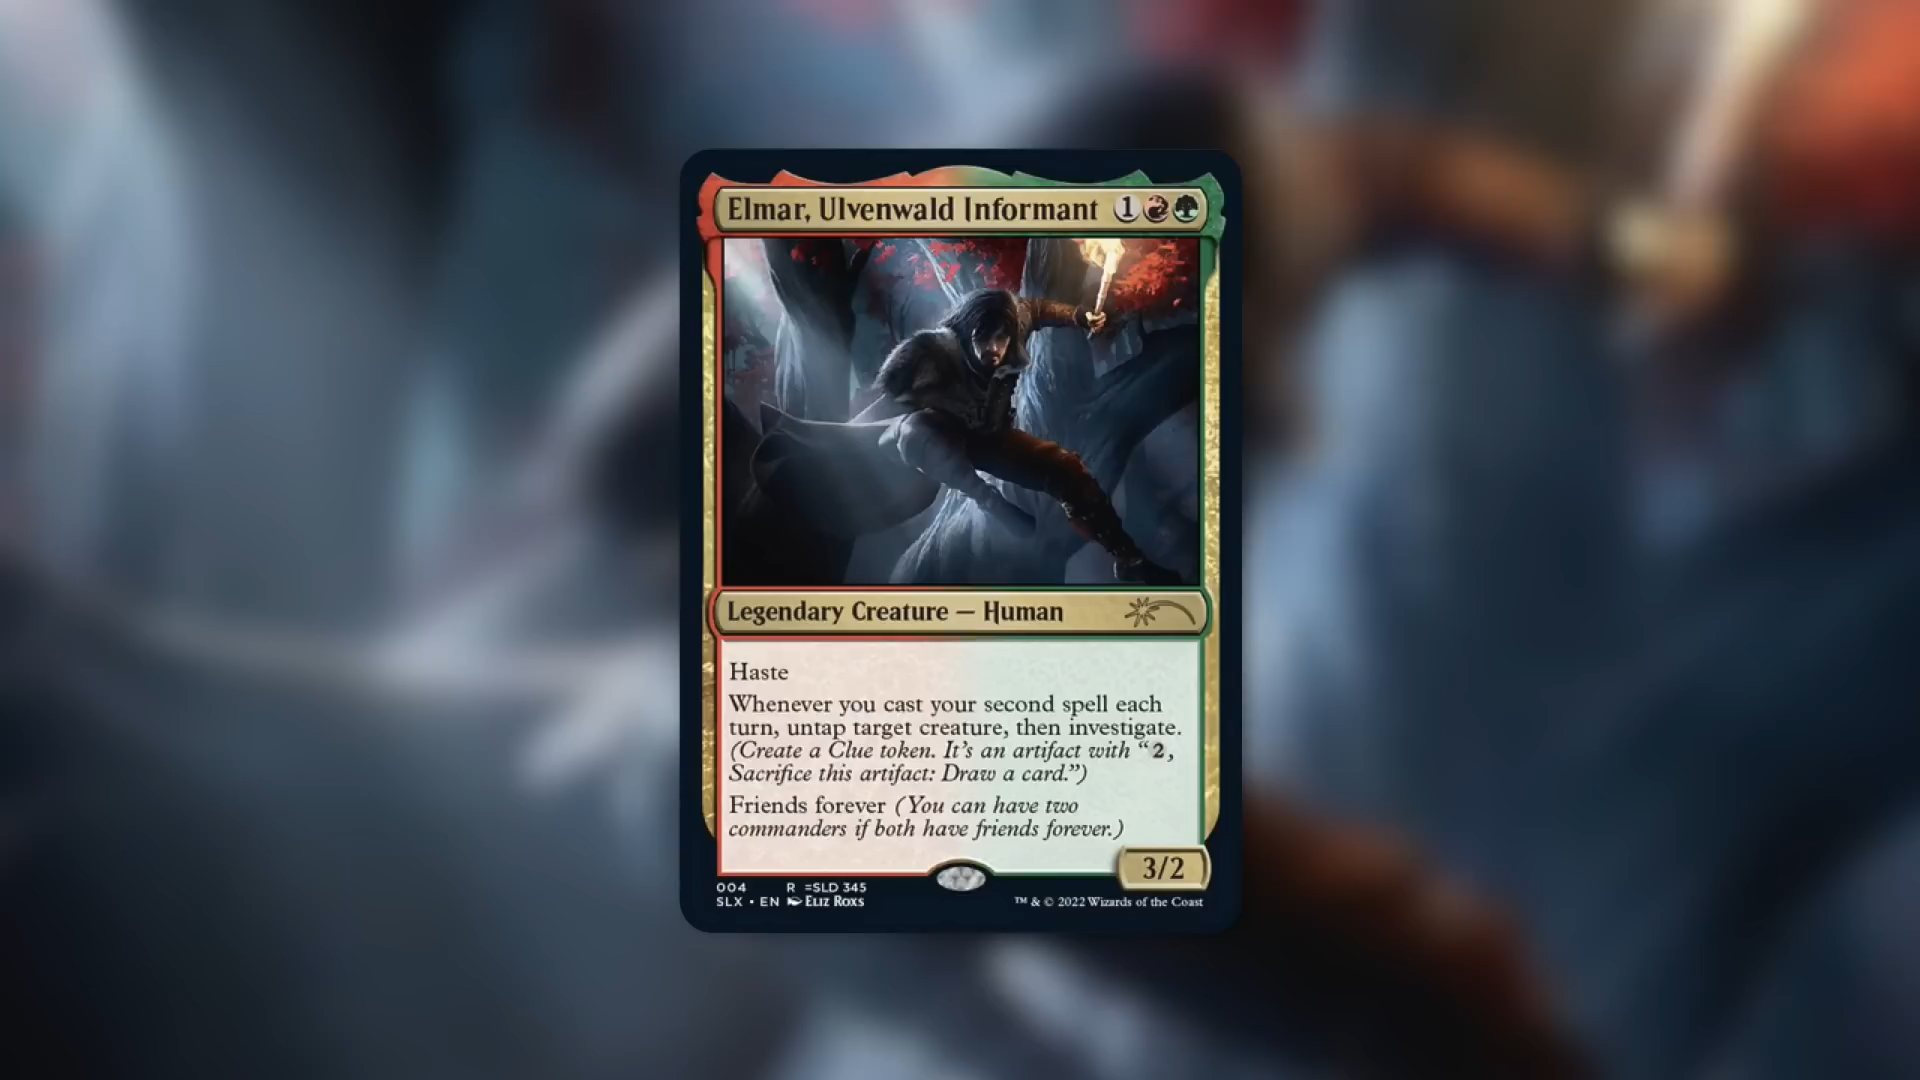 Elmar, Ulvenwald Informant 1
Legendary Creature — Human
Haste
Whenever you cast your second spell each
turn, untap target creature, then investigate.
(Create a Clue token. It's an artifact with “2,
Sacrifice this artifact: Draw a card.”)
Friends forever (You can have two
commanders if both have friends forever.)
3/2
004 R =SLD 345
SLX • EN Eliz Roxs
™ & © 2022 Wizards of the Coast